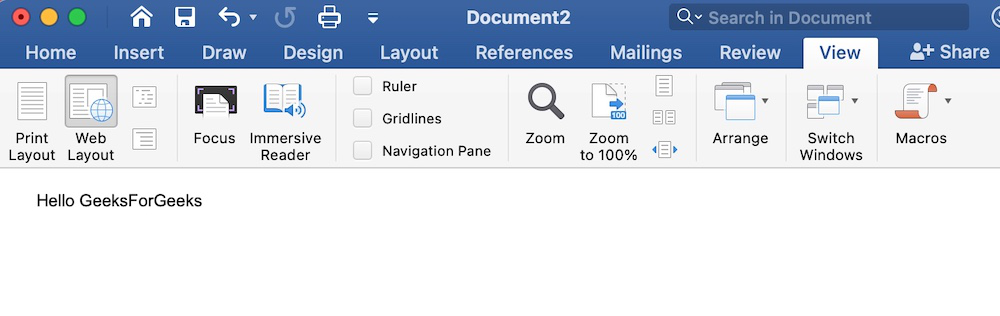 Document2
Search in Document
Home Insert Draw Design Layout References Mailings Review View Share
Print Layout
Web Layout
Focus
Immersive Reader
Ruler
Gridlines
Navigation Pane
Zoom
Zoom to 100%
100
Arrange
Switch Windows
Macros
Hello GeeksForGeeks